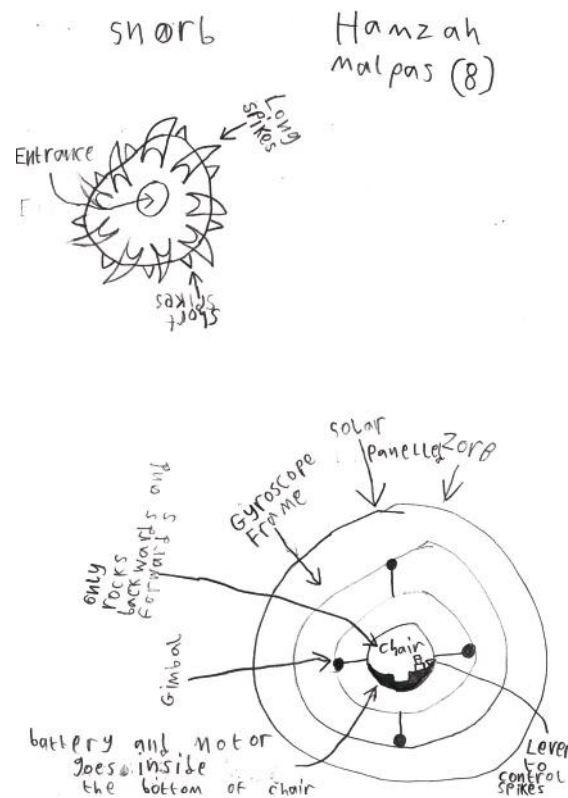 snorb
Hamzah
malpas (8)
Long
spikes
Entrance
short
spikes
solar
panelled
Zorb
Gyroscope
Frame
only
rocks
backwards and
forwards
Chair
Gimbal
battery and motor
goes inside
the bottom of chair
Lever
to
control
spikes